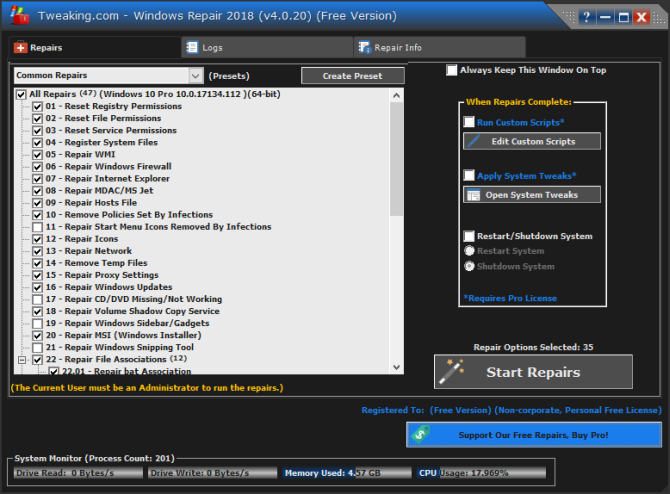 Tweaking.com - Windows Repair 2018 (v4.0.20) (Free Version)
Repairs
Logs
Repair Info
Common Repairs
(Presets)
Create Preset
Always Keep This Window On Top
All Repairs (47) (Windows 10 Pro 10.0.17134.112 )(64-bit)
01 - Reset Registry Permissions
02 - Reset File Permissions
03 - Reset Service Permissions
04 - Register System Files
05 - Repair WMI
06 - Repair Windows Firewall
07 - Repair Internet Explorer
08 - Repair MDAC/MS Jet
09 - Repair Hosts File
10 - Remove Policies Set By Infections
11 - Repair Start Menu Icons Removed By Infections
12 - Repair Icons
13 - Repair Network
14 - Remove Temp Files
15 - Repair Proxy Settings
16 - Repair Windows Updates
17 - Repair CD/DVD Missing/Not Working
18 - Repair Volume Shadow Copy Service
19 - Repair Windows Sidebar/Gadgets
20 - Repair MSI (Windows Installer)
21 - Repair Windows Snipping Tool
22 - Repair File Associations (12)
22.01 - Repair bat Association
(The Current User must be an Administrator to run the repairs.)
When Repairs Complete:
Run Custom Scripts*
Edit Custom Scripts
Apply System Tweaks*
Open System Tweaks
Restart/Shutdown System
Restart System
Shutdown System
*Requires Pro License
Repair Options Selected: 35
Start Repairs
Registered To: (Free Version) (Non-corporate, Personal Free License)
Support Our Free Repairs, Buy Pro!
System Monitor (Process Count: 201)
Drive Read: 0 Bytes/s
Drive Write: 0 Bytes/s
Memory Used: 4.57 GB
CPU Usage: 17.969%